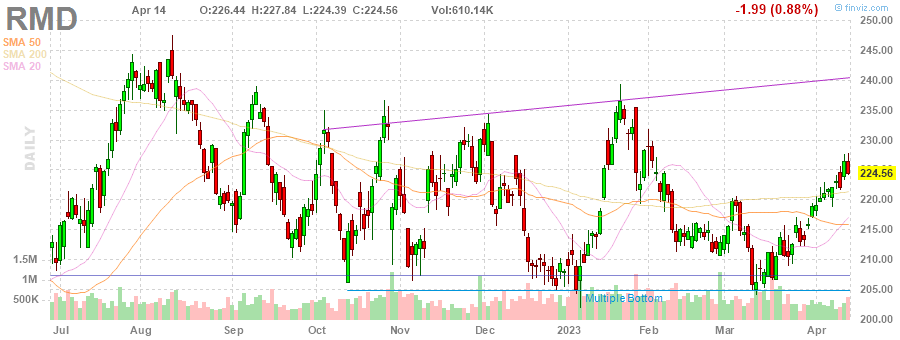 RMD Apr 14 O:226.44 H:227.84 L:224.39 C:224.56 Vol:610.14K -1.99 (0.88%) © finviz.com
SMA 50
SMA 200
SMA 20
DAILY
250.00
245.00
240.00
235.00
230.00
224.56
220.00
215.00
210.00
205.00
200.00
1.5M
1M
500K
Multiple Bottom
Jul Aug Sep Oct Nov Dec 2023 Feb Mar Apr